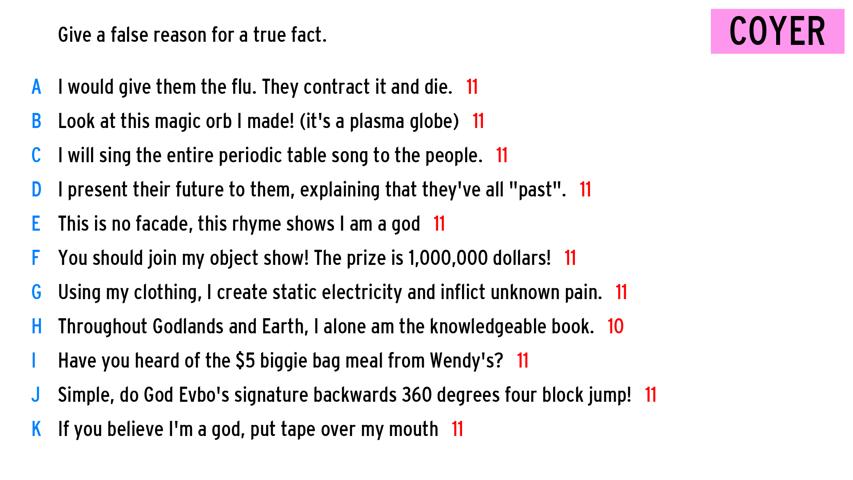 Give a false reason for a true fact.
COYER
A I would give them the flu. They contract it and die. 11
B Look at this magic orb I made! (it's a plasma globe) 11
C I will sing the entire periodic table song to the people. 11
D I present their future to them, explaining that they've all "past". 11
E This is no facade, this rhyme shows I am a god 11
F You should join my object show! The prize is 1,000,000 dollars! 11
G Using my clothing, I create static electricity and inflict unknown pain. 11
H Throughout Godlands and Earth, I alone am the knowledgeable book. 10
I Have you heard of the $5 biggie bag meal from Wendy's? 11
J Simple, do God Evbo's signature backwards 360 degrees four block jump! 11
K If you believe I'm a god, put tape over my mouth 11